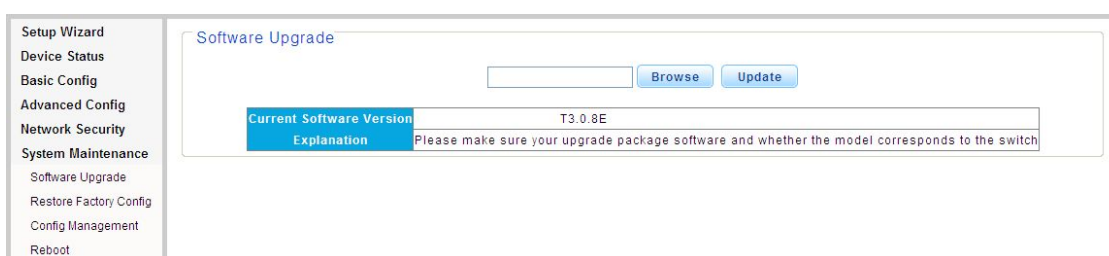 Setup Wizard
Device Status
Basic Config
Advanced Config
Network Security
System Maintenance
Software Upgrade
Restore Factory Config
Config Management
Reboot
Software Upgrade
Browse Update
Current Software Version T3.0.8E
Explanation Please make sure your upgrade package software and whether the model corresponds to the switch